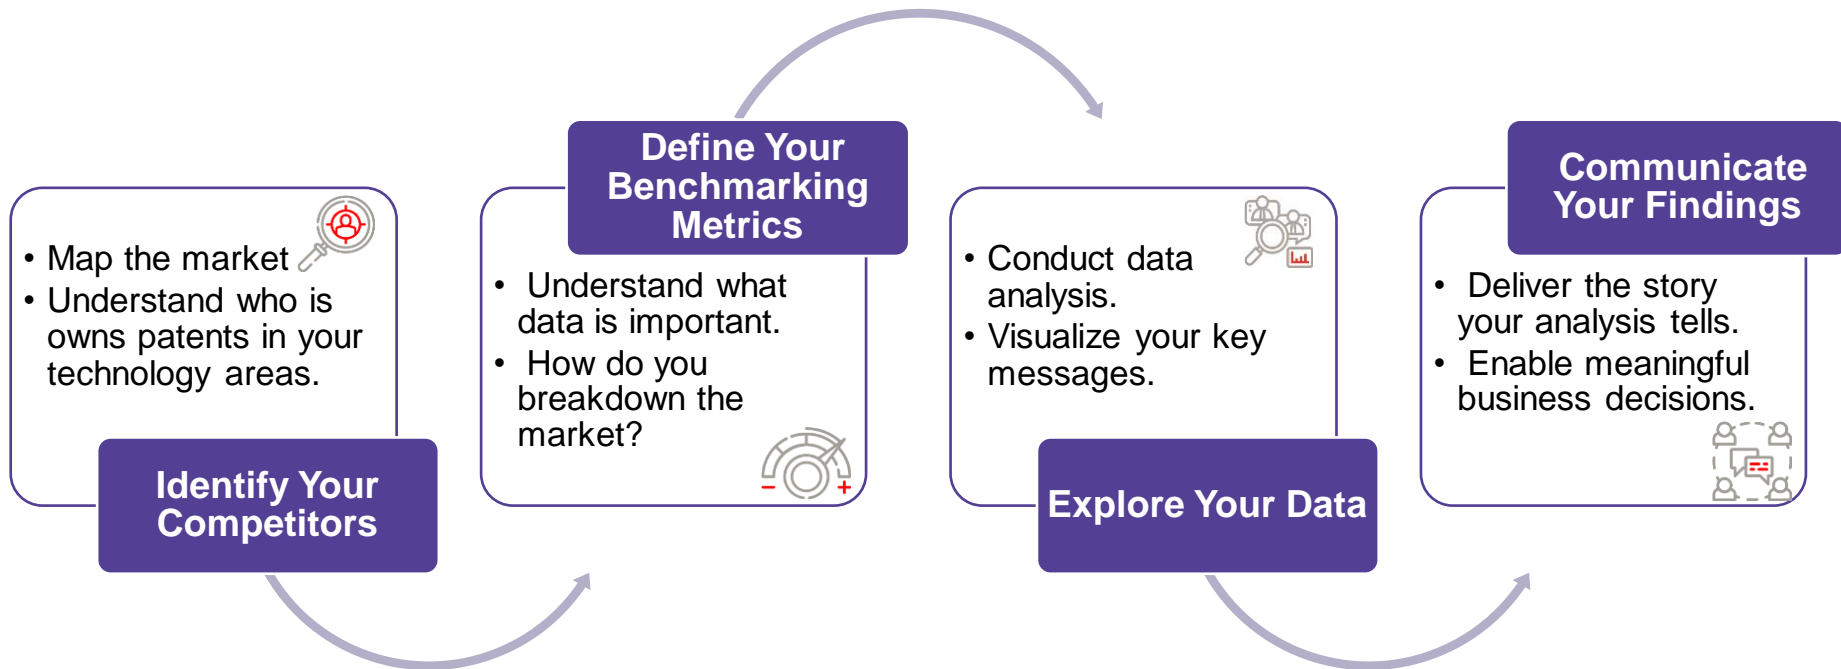 • Map the market
• Understand who is
owns patents in your
technology areas.
Identify Your
Competitors
Define Your
Benchmarking
Metrics
• Understand what
data is important.
• How do you
breakdown the
market?
• Conduct data
analysis.
• Visualize your key
messages.
Explore Your Data
Communicate
Your Findings
• Deliver the story
your analysis tells.
• Enable meaningful
business decisions.